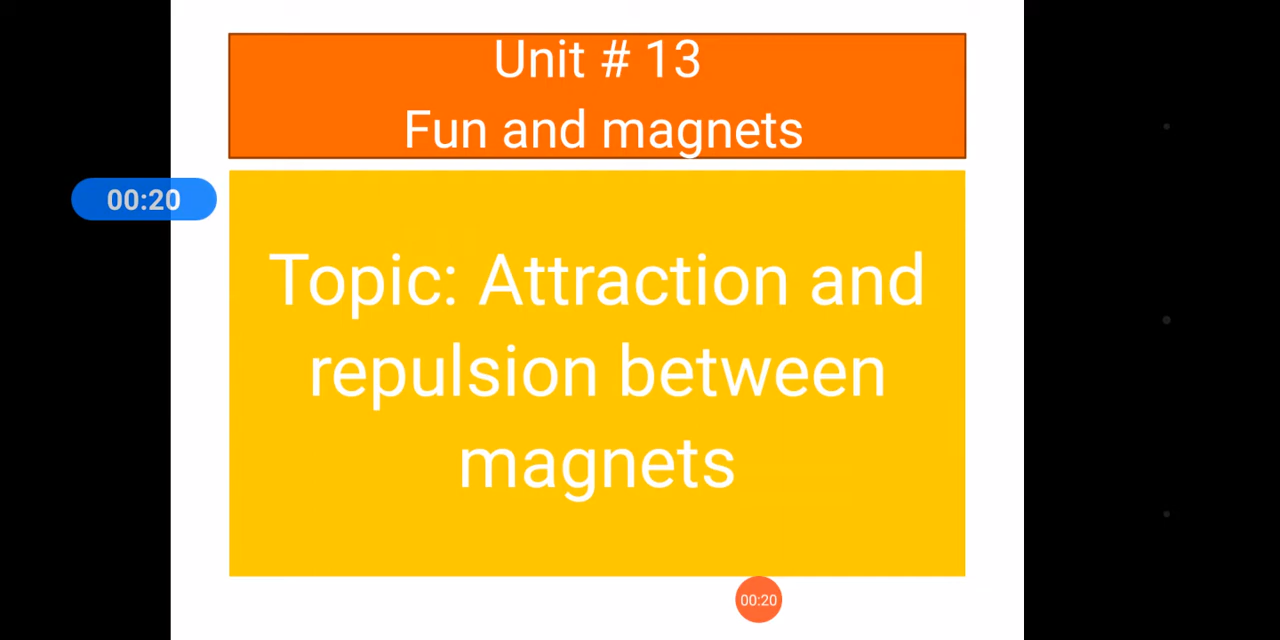 Unit # 13
Fun and magnets
00:20
Topic: Attraction and
repulsion between
magnets
00:20